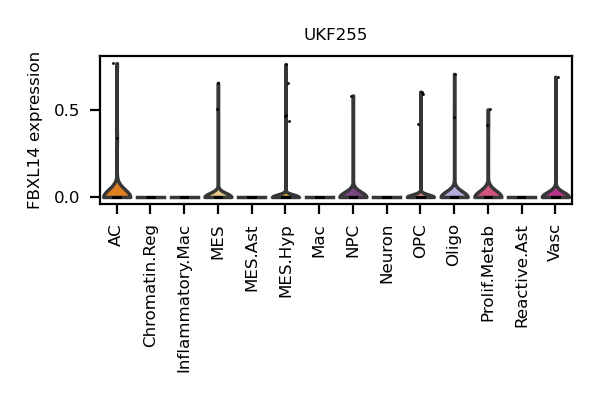 UKF255
FBXL14 expression
0.5
0.0
AC
Chromatin.Reg
Inflammatory.Mac
MES
MES.Ast
MES.Hyp
Mac
NPC
Neuron
OPC
Oligo
Prolif.Metab
Reactive.Ast
Vasc